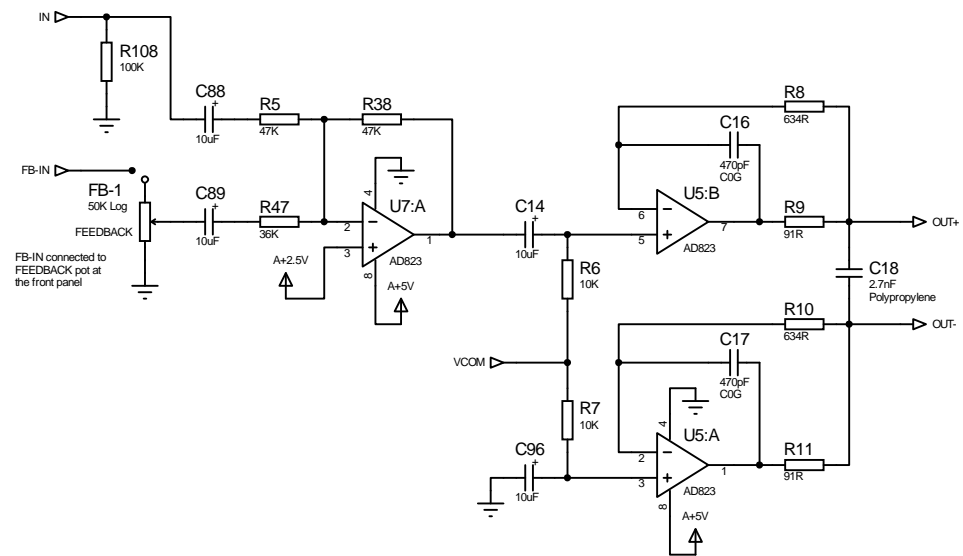 IN
R108
100K
C88
+
10uF
R5
47K
R38
47K
FB-IN
FB-1
50K Log
FEEDBACK
FB-IN connected to
FEEDBACK pot at
the front panel
C89
+
10uF
R47
36K
4
U7:A
2
3
1
8
AD823
A+2.5V
A+5V
C14
+
10uF
R6
10K
VCOM
R7
10K
C96
+
10uF
R8
634R
C16
470pF
C0G
U5:B
6
5
7
AD823
R9
91R
OUT+
C18
2.7nF
Polypropylene
R10
634R
OUT-
C17
470pF
C0G
4
U5:A
2
3
1
8
AD823
A+5V
R11
91R